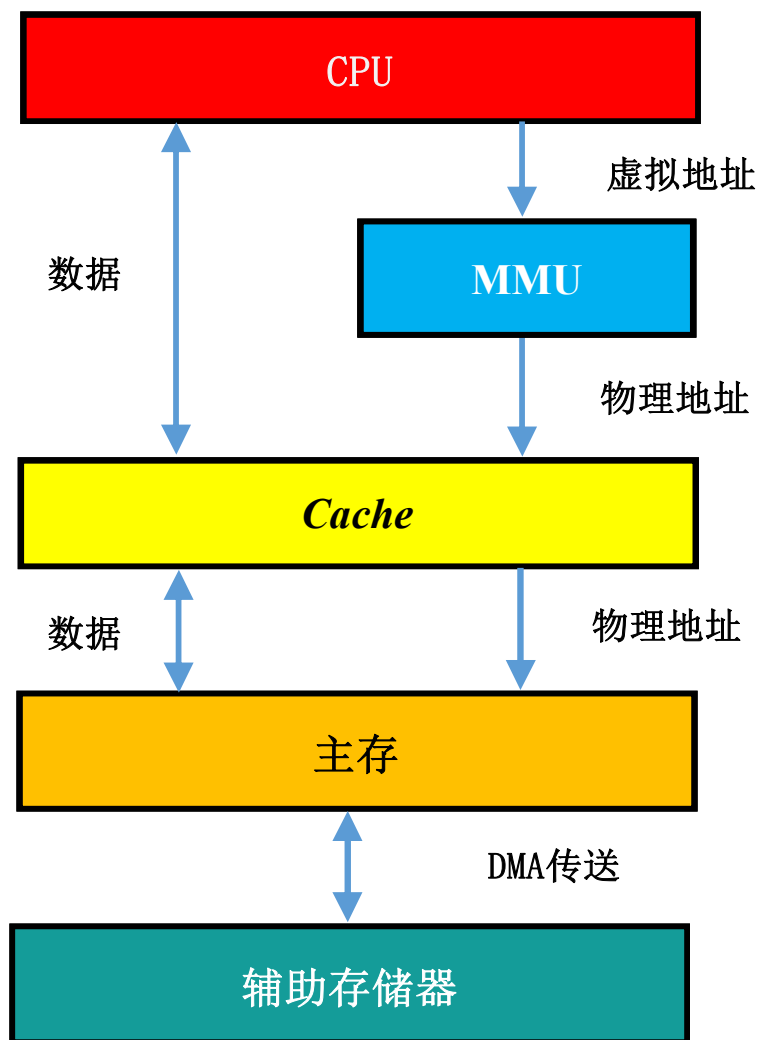 CPU
虚拟地址
数据
MMU
物理地址
Cache
数据
物理地址
主存
DMA传送
辅助存储器